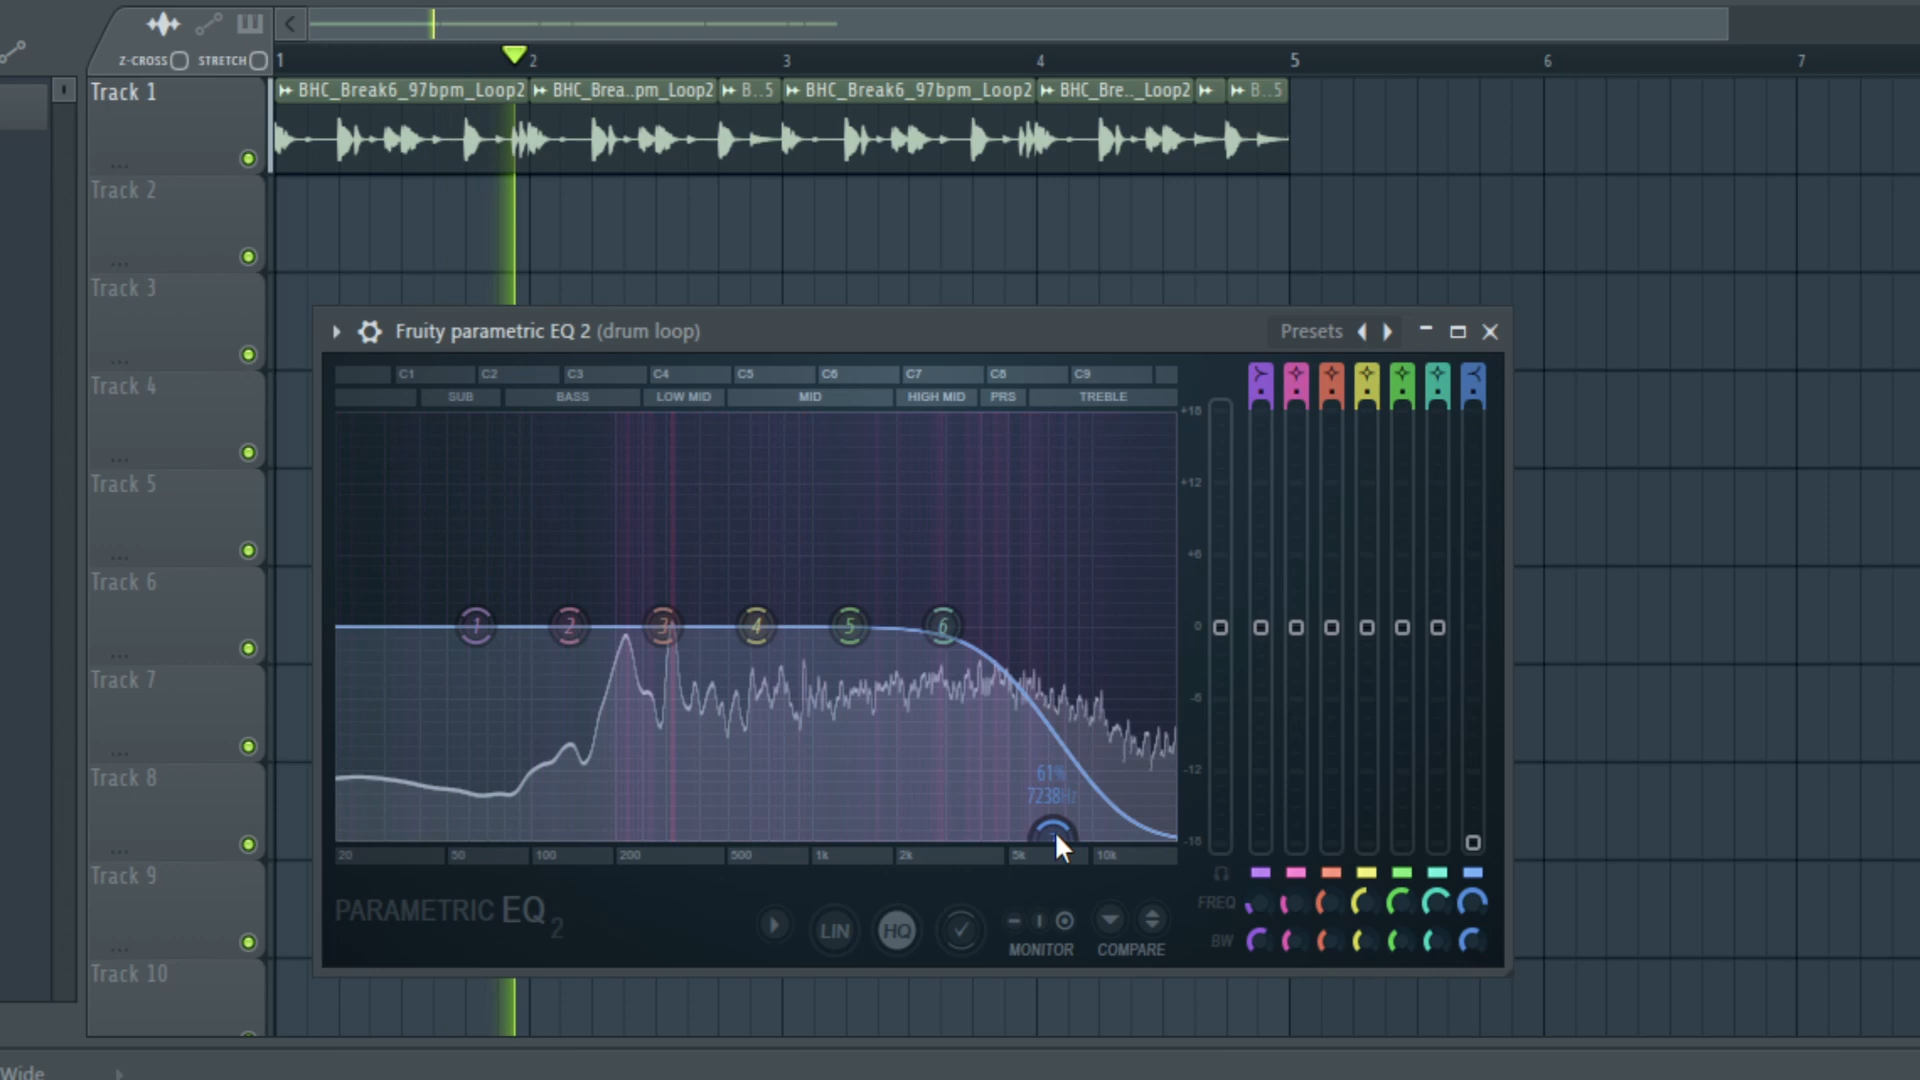 1 2 3 4 5 6 7
Z-CROSS STRETCH
Track 1
BHC_Break6_97bpm_Loop2 BHC_Brea..pm_Loop2 B..5 BHC_Break6_97bpm_Loop2 BHC_Bre.._Loop2 B..5
...
Track 2
...
Track 3
...
Track 4
...
Track 5
...
Track 6
...
Track 7
...
Track 8
...
Track 9
...
Track 10
Fruity parametric EQ 2 (drum loop) Presets
C1 C2 C3 C4 C5 C6 C7 C8 C9
SUB BASS LOW MID MID HIGH MID PRS TREBLE
+18
+12
+6
0
-6
-12
-18
1 2 3 4 5 6
61%
7238Hz
20 50 100 200 500 1k 2k 5k 10k
PARAMETRIC EQ 2
LIN HQ
MONITOR COMPARE
FREQ
BW
Wide